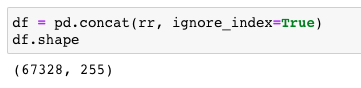 df = pd.concat(rr, ignore_index=True)
df.shape
(67328, 255)